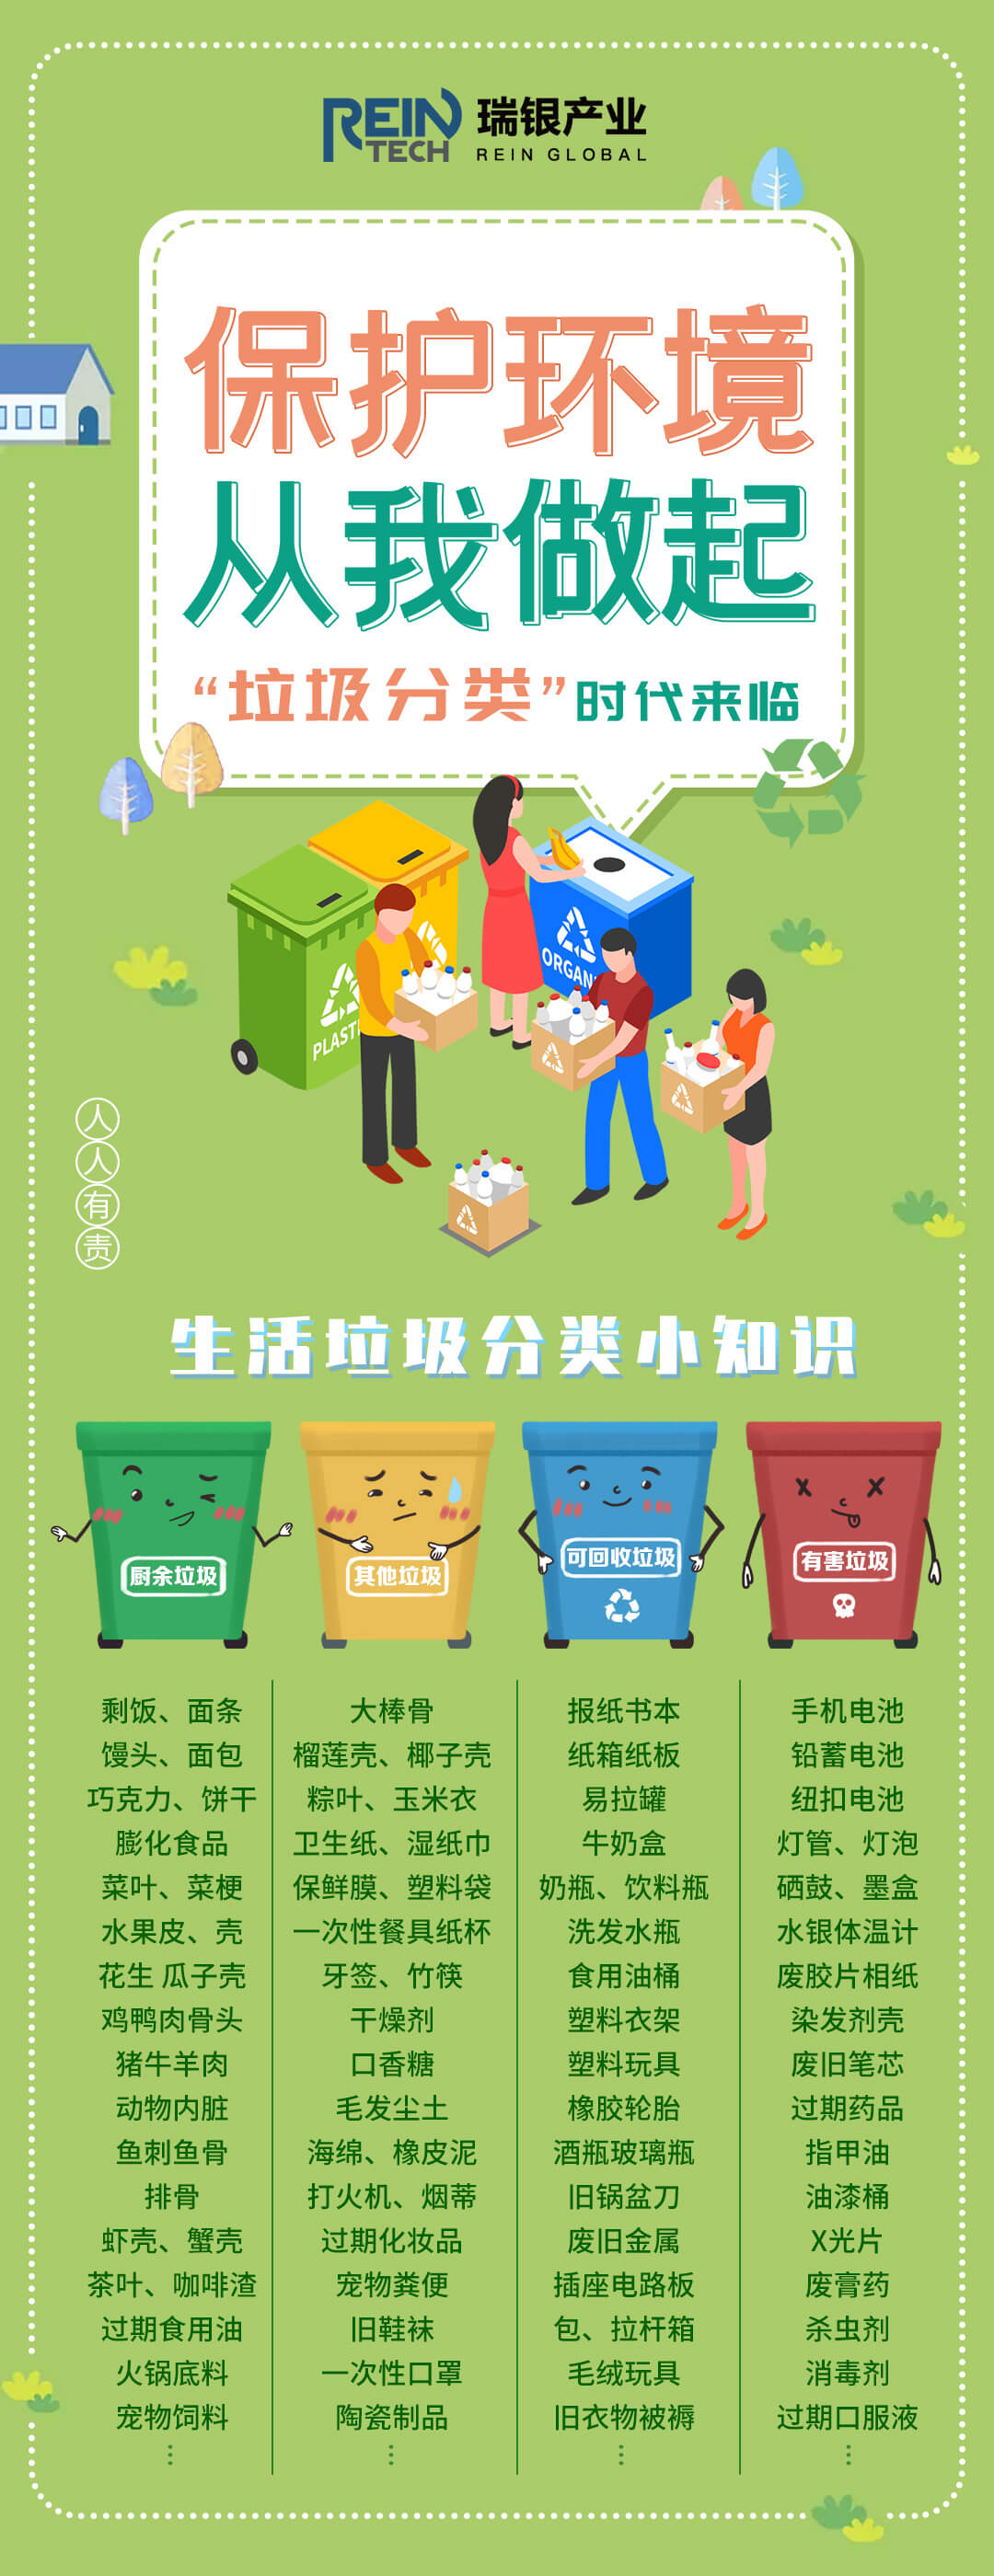 REIN TECH 瑞银产业
REIN GLOBAL
保护环境
从我做起
“垃圾分类”时代来临
ORGAN
PLAST
人人有责
生活垃圾分类小知识
厨余垃圾
其他垃圾
可回收垃圾
有害垃圾
剩饭、面条
馒头、面包
巧克力、饼干
膨化食品
菜叶、菜梗
水果皮、壳
花生 瓜子壳
鸡鸭肉骨头
猪牛羊肉
动物内脏
鱼刺鱼骨
排骨
虾壳、蟹壳
茶叶、咖啡渣
过期食用油
火锅底料
宠物饲料
大棒骨
榴莲壳、椰子壳
粽叶、玉米衣
卫生纸、湿纸巾
保鲜膜、塑料袋
一次性餐具纸杯
牙签、竹筷
干燥剂
口香糖
毛发尘土
海绵、橡皮泥
打火机、烟蒂
过期化妆品
宠物粪便
旧鞋袜
一次性口罩
陶瓷制品
报纸书本
纸箱纸板
易拉罐
牛奶盒
奶瓶、饮料瓶
洗发水瓶
食用油桶
塑料衣架
塑料玩具
橡胶轮胎
酒瓶玻璃瓶
旧锅盆刀
废旧金属
插座电路板
包、拉杆箱
毛绒玩具
旧衣物被褥
手机电池
铅蓄电池
纽扣电池
灯管、灯泡
硒鼓、墨盒
水银体温计
废胶片相纸
染发剂壳
废旧笔芯
过期药品
指甲油
油漆桶
X光片
废膏药
杀虫剂
消毒剂
过期口服液